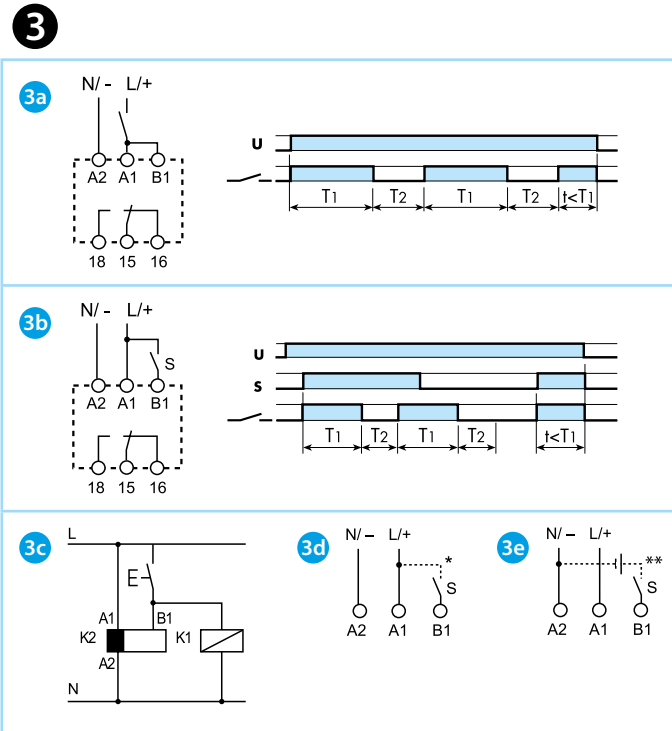 3
3a
N/ - L/+
A2 A1 B1
18 15 16
U
T1 T2 T1 T2 t<T1
3b
N/ - L/+
S
A2 A1 B1
18 15 16
U
S
T1 T2 T1 T2 t<T1
3c
L
E
A1 B1
K2 K1
A2
N
3d
N/ – L/+
*
S
A2 A1 B1
3e
N/ – L/+
**
S
A2 A1 B1